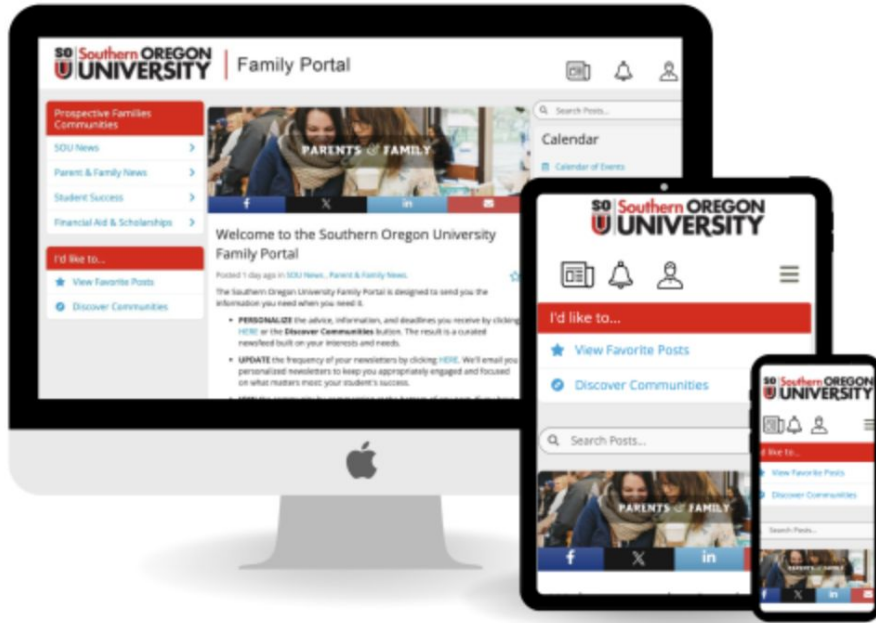 SO Southern OREGON
U UNIVERSITY
Family Portal
Prospective Families
Communities
SOU News
Parent & Family News
Student Success
Financial Aid & Scholarships
I'd like to...
View Favorite Posts
Discover Communities
PARENTS & FAMILY
f X in
Welcome to the Southern Oregon University
Family Portal
Posted 1 day ago in SOU News, Parent & Family News.
The Southern Oregon University Family Portal is designed to send you the
information you need when you need it.
PERSONALIZE the advice, information, and deadlines you receive by clicking
HERE or the Discover Communities button. The result is a curated
newsfeed built on your interests and needs.
UPDATE the frequency of your newsletters by clicking HERE. We'll email you
personalized newsletters to keep you appropriately engaged and focused
on what matters most: your student's success.
Search Posts...
Calendar
Calendar of Events
SO Southern OREGON
U UNIVERSITY
I'd like to...
View Favorite Posts
Discover Communities
Search Posts...
PARENTS & FAMILY
f X in
SO Southern OREGON
U UNIVERSITY
d like to...
View Favorite Posts
Discover Communities
Search Posts...
PARENTS & FAMILY
f X in